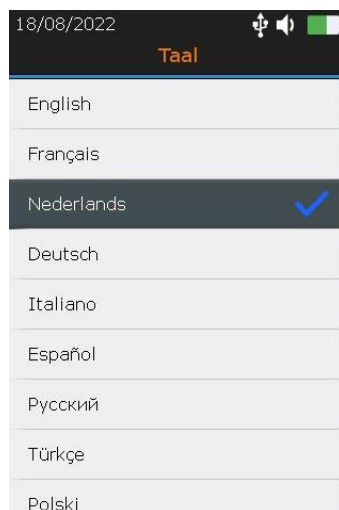 18/08/2022
Taal
English
Français
Nederlands
Deutsch
Italiano
Español
Русский
Türkçe
Polski